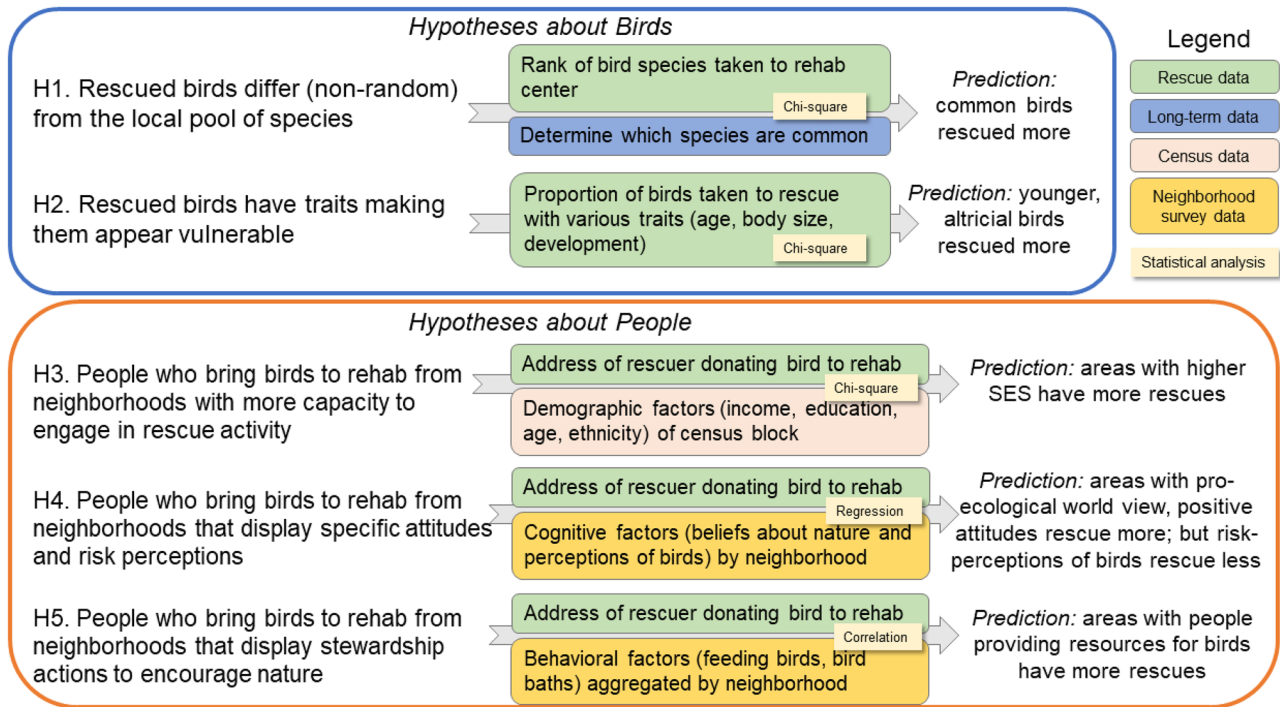 Hypotheses about Birds
H1. Rescued birds differ (non-random)
from the local pool of species
Rank of bird species taken to rehab
center
Chi-square
Determine which species are common
Prediction:
common birds
rescued more
H2. Rescued birds have traits making
them appear vulnerable
Proportion of birds taken to rescue
with various traits (age, body size,
development)
Chi-square
Prediction: younger,
altricial birds
rescued more
Legend
Rescue data
Long-term data
Census data
Neighborhood
survey data
Statistical analysis
Hypotheses about People
H3. People who bring birds to rehab from
neighborhoods with more capacity to
engage in rescue activity
Address of rescuer donating bird to rehab
Chi-square
Demographic factors (income, education,
age, ethnicity) of census block
Prediction: areas with higher
SES have more rescues
H4. People who bring birds to rehab from
neighborhoods that display specific attitudes
and risk perceptions
Address of rescuer donating bird to rehab
Regression
Cognitive factors (beliefs about nature and
perceptions of birds) by neighborhood
Prediction: areas with pro-
ecological world view, positive
attitudes rescue more; but risk-
perceptions of birds rescue less
H5. People who bring birds to rehab from
neighborhoods that display stewardship
actions to encourage nature
Address of rescuer donating bird to rehab
Correlation
Behavioral factors (feeding birds, bird
baths) aggregated by neighborhood
Prediction: areas with people
providing resources for birds
have more rescues